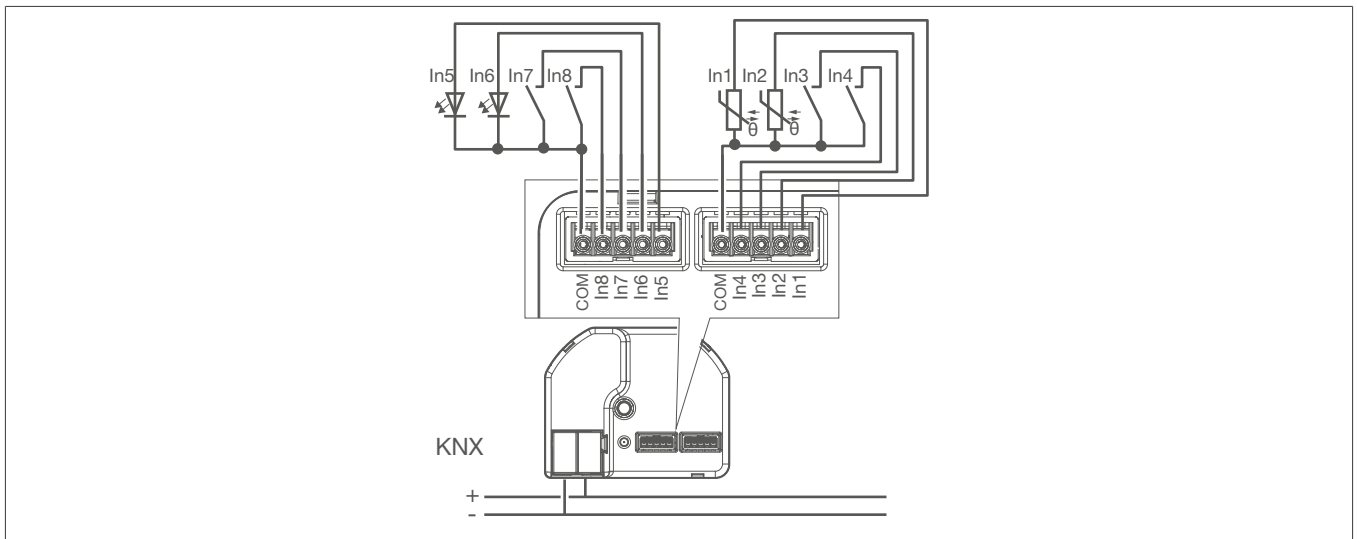 In5 In6 In7 In8 In1 In2 In3 In4
θ θ
COM In8 In7 In6 In5 COM In4 In3 In2 In1
KNX
+
-